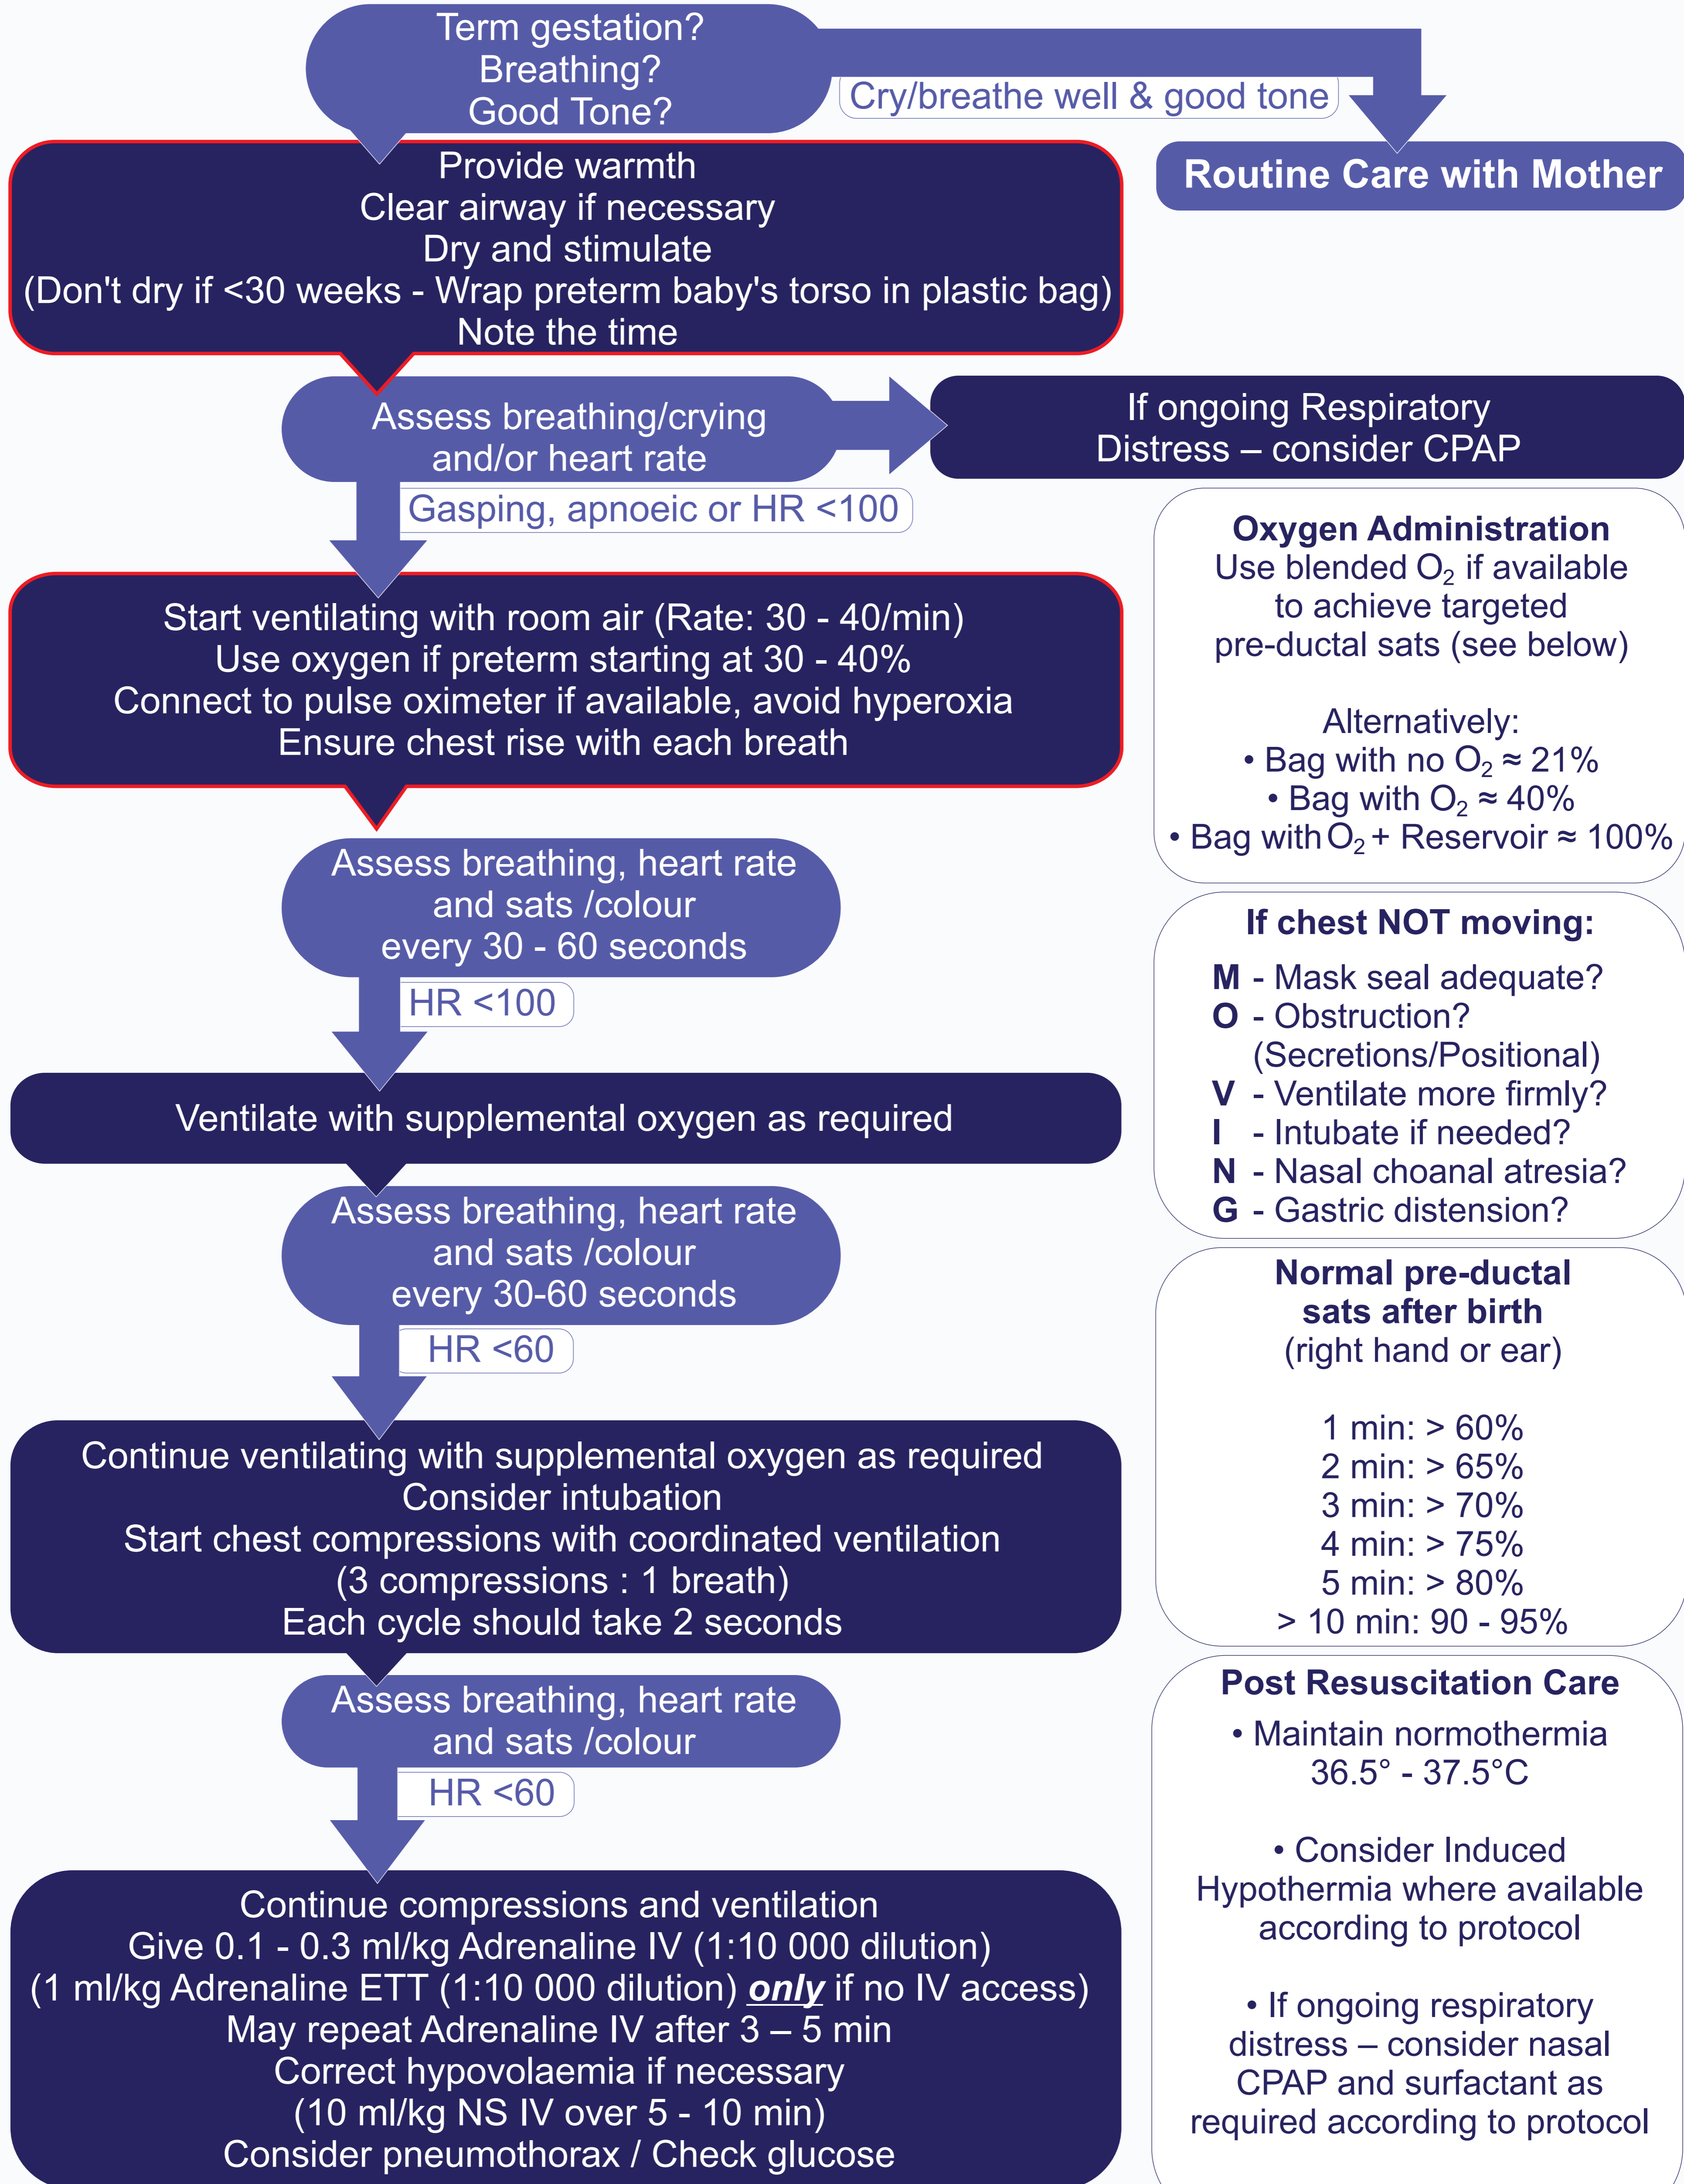 Term gestation?
Breathing?
Good Tone?
Cry/breathe well & good tone
Routine Care with Mother
Provide warmth
Clear airway if necessary
Dry and stimulate
(Don't dry if <30 weeks - Wrap preterm baby's torso in plastic bag)
Note the time
Assess breathing/crying
and/or heart rate
If ongoing Respiratory
Distress – consider CPAP
Gasping, apnoeic or HR <100
Start ventilating with room air (Rate: 30 - 40/min)
Use oxygen if preterm starting at 30 - 40%
Connect to pulse oximeter if available, avoid hyperoxia
Ensure chest rise with each breath
Assess breathing, heart rate
and sats /colour
every 30 - 60 seconds
HR <100
Ventilate with supplemental oxygen as required
Assess breathing, heart rate
and sats /colour
every 30-60 seconds
HR <60
Continue ventilating with supplemental oxygen as required
Consider intubation
Start chest compressions with coordinated ventilation
(3 compressions : 1 breath)
Each cycle should take 2 seconds
Assess breathing, heart rate
and sats /colour
HR <60
Continue compressions and ventilation
Give 0.1 - 0.3 ml/kg Adrenaline IV (1:10 000 dilution)
(1 ml/kg Adrenaline ETT (1:10 000 dilution) only if no IV access)
May repeat Adrenaline IV after 3 – 5 min
Correct hypovolaemia if necessary
(10 ml/kg NS IV over 5 - 10 min)
Consider pneumothorax / Check glucose
Oxygen Administration
Use blended O₂ if available
to achieve targeted
pre-ductal sats (see below)
Alternatively:
• Bag with no O₂ ≈ 21%
• Bag with O₂ ≈ 40%
• Bag with O₂ + Reservoir ≈ 100%
If chest NOT moving:
M - Mask seal adequate?
O - Obstruction?
(Secretions/Positional)
V - Ventilate more firmly?
I - Intubate if needed?
N - Nasal choanal atresia?
G - Gastric distension?
Normal pre-ductal
sats after birth
(right hand or ear)
1 min: > 60%
2 min: > 65%
3 min: > 70%
4 min: > 75%
5 min: > 80%
> 10 min: 90 - 95%
Post Resuscitation Care
• Maintain normothermia
36.5° - 37.5°C
• Consider Induced
Hypothermia where available
according to protocol
• If ongoing respiratory
distress – consider nasal
CPAP and surfactant as
required according to protocol